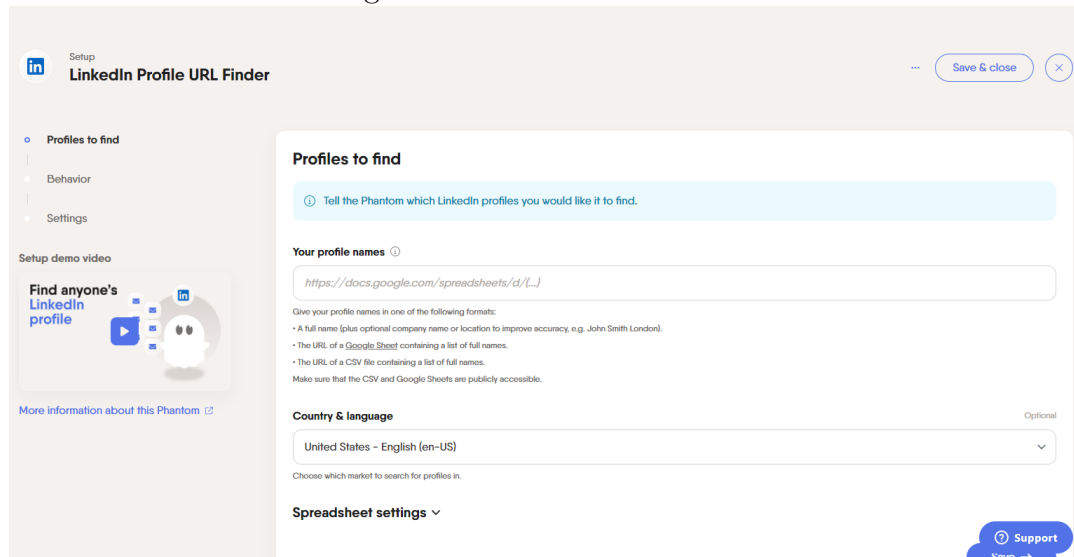 Setup
LinkedIn Profile URL Finder
...
Save & close
Profiles to find
Behavior
Settings
Setup demo video
Find anyone's
LinkedIn
profile
in
More information about this Phantom
Profiles to find
Tell the Phantom which LinkedIn profiles you would like it to find.
Your profile names
https://docs.google.com/spreadsheets/d/(...)
Give your profile names in one of the following formats:
• A full name (plus optional company name or location to improve accuracy, e.g. John Smith London).
• The URL of a Google Sheet containing a list of full names.
• The URL of a CSV file containing a list of full names.
Make sure that the CSV and Google Sheets are publicly accessible.
Country & language
Optional
United States - English (en-US)
Choose which market to search for profiles in.
Spreadsheet settings
Support
Save